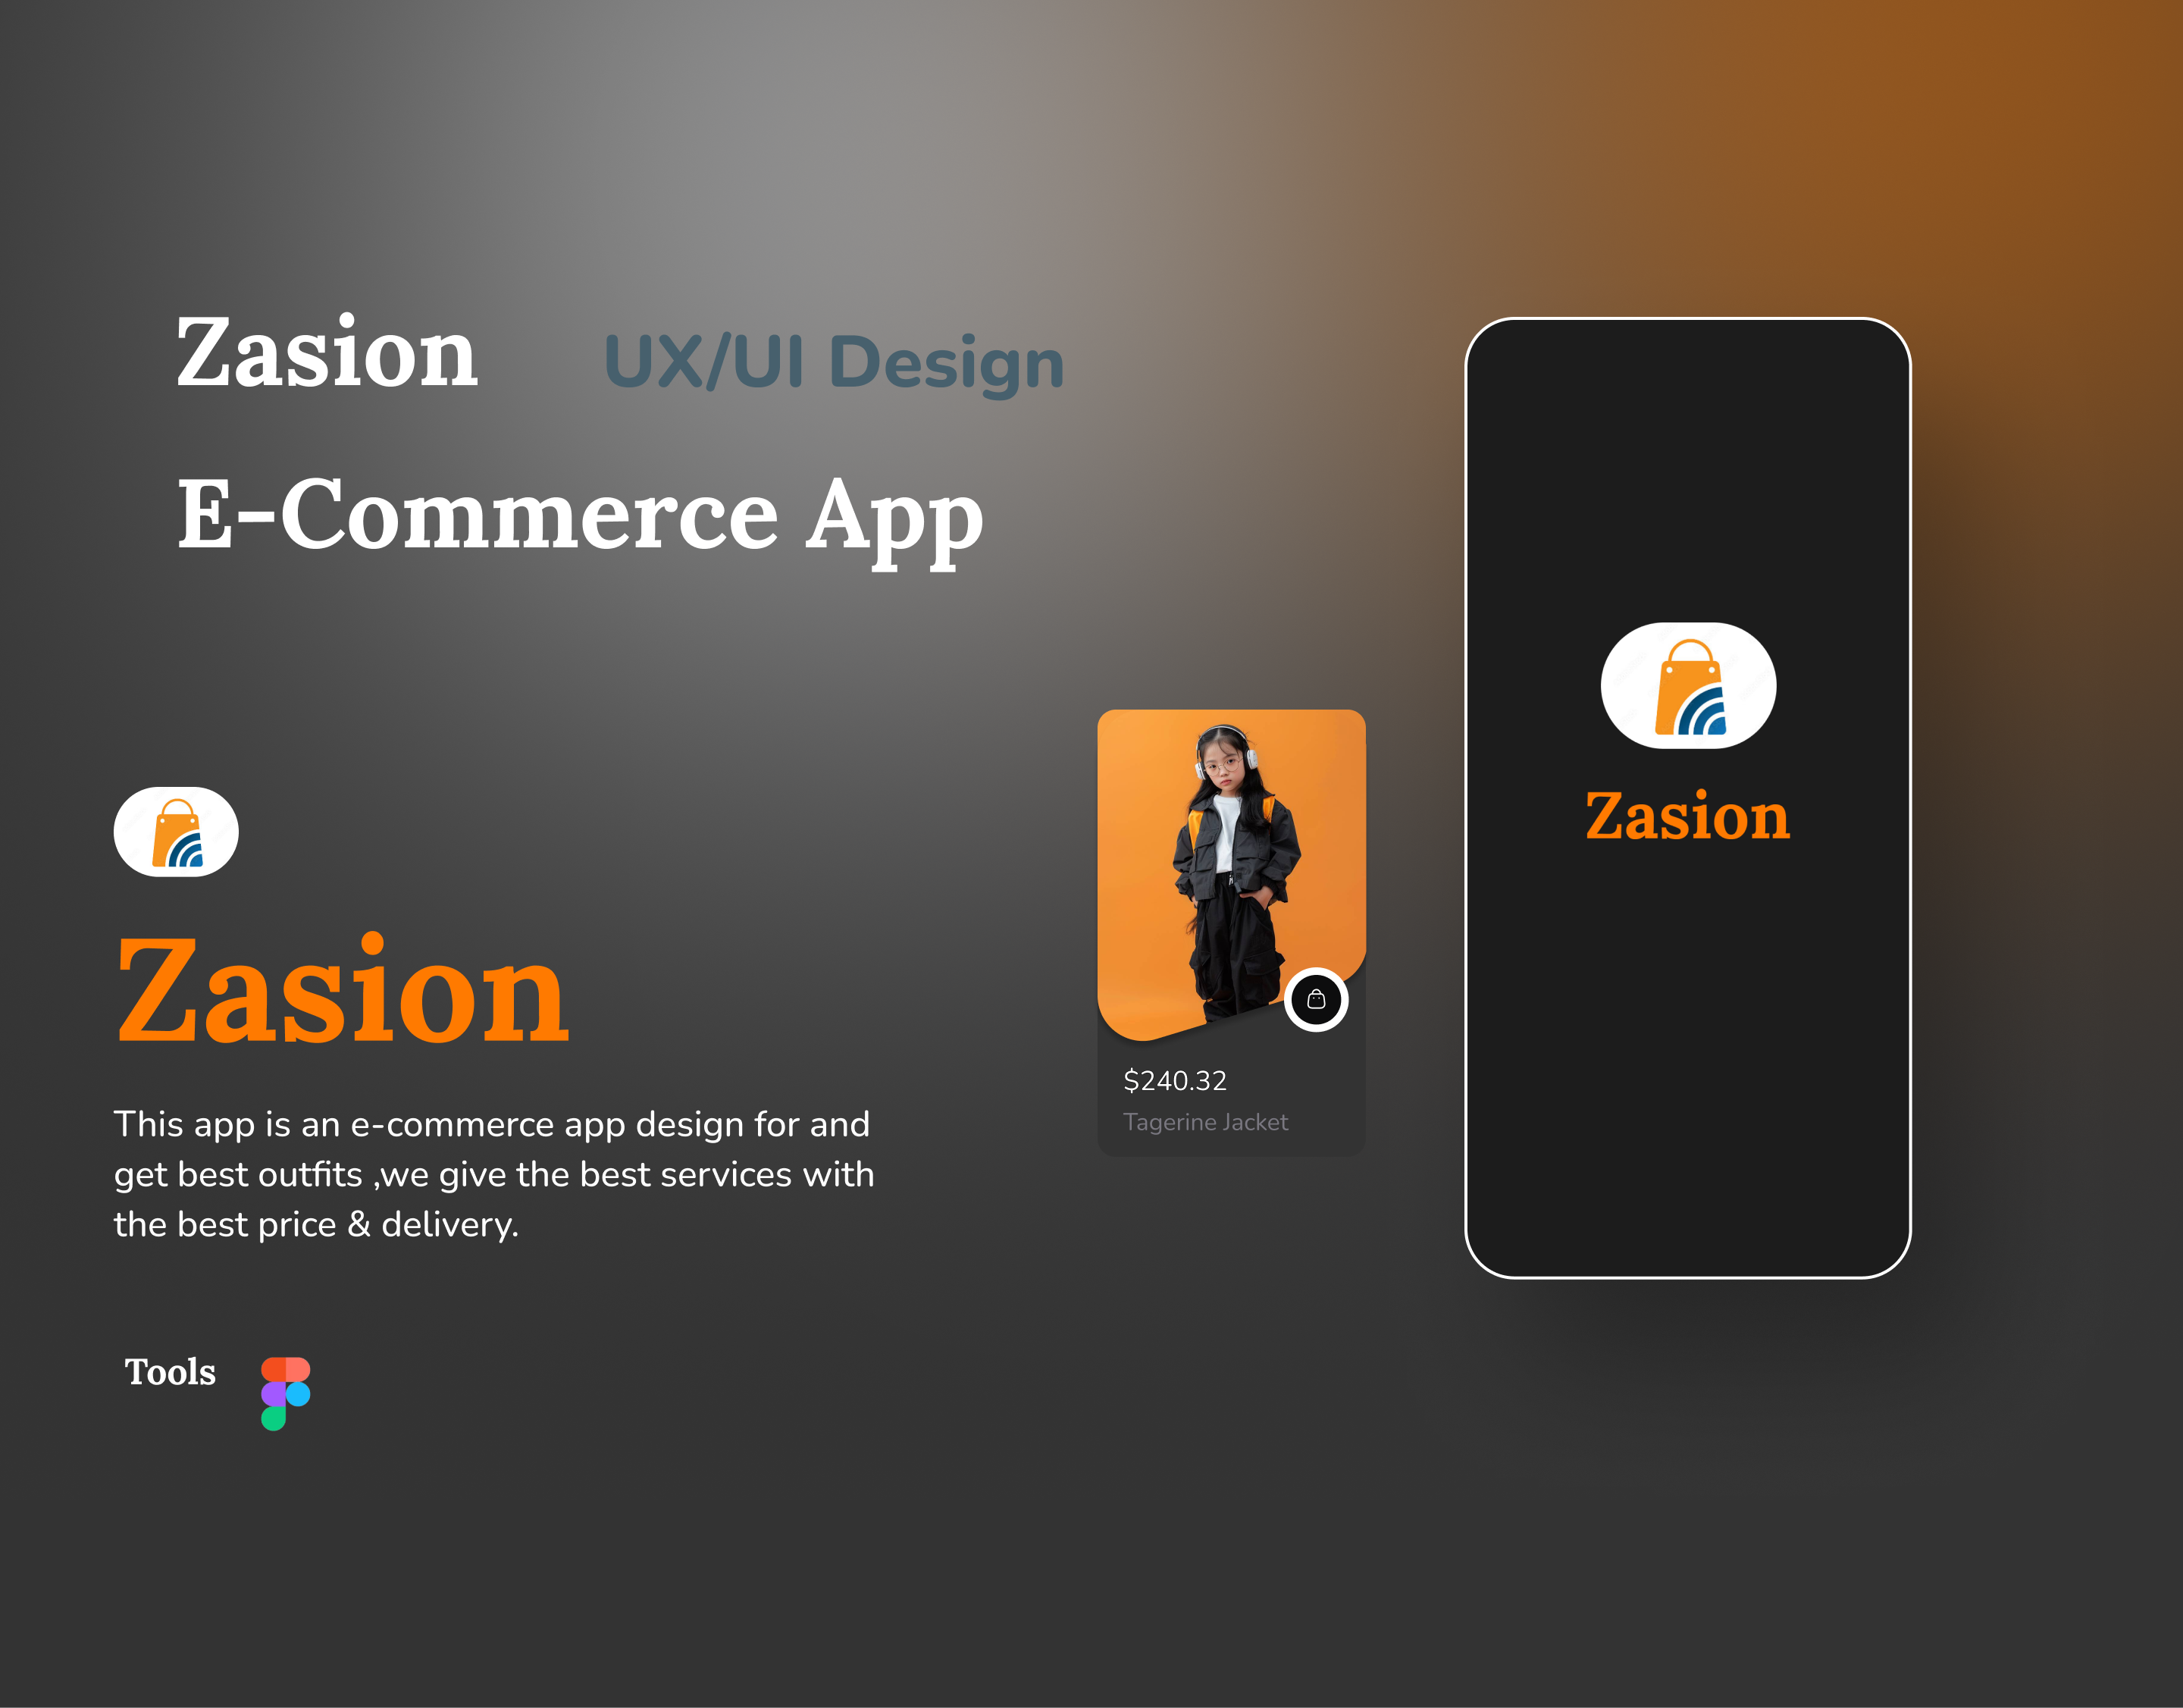 Zasion
UX/UI Design
E-Commerce App
Zasion
Zasion
This app is an e-commerce app design for and
get best outfits ,we give the best services with
the best price & delivery.
$240.32
Tagerine Jacket
Tools